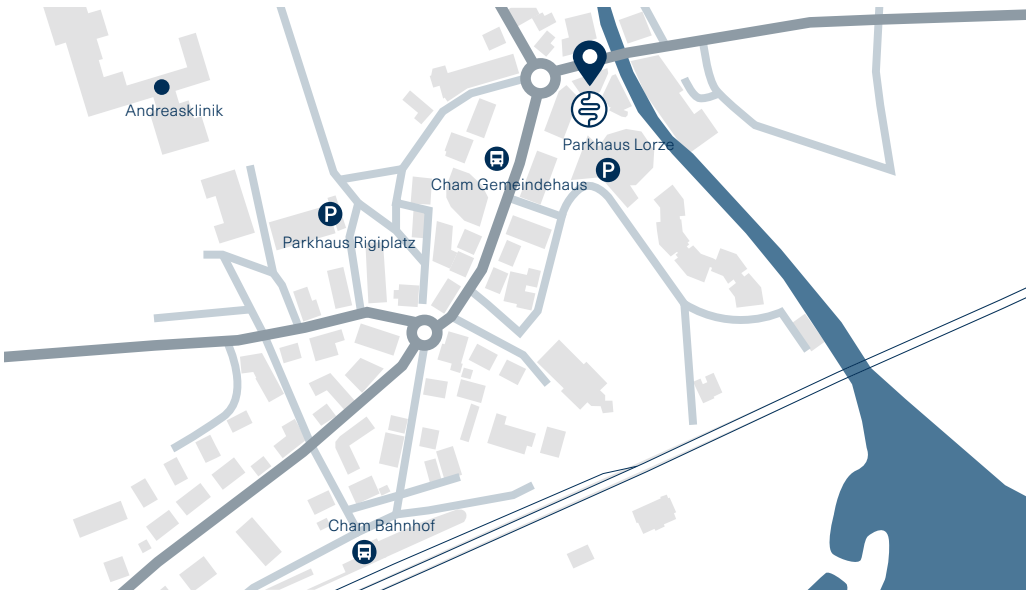 Andreasklinik
Parkhaus Lorze
P
Cham Gemeindehaus
P
Parkhaus Rigiplatz
Cham Bahnhof